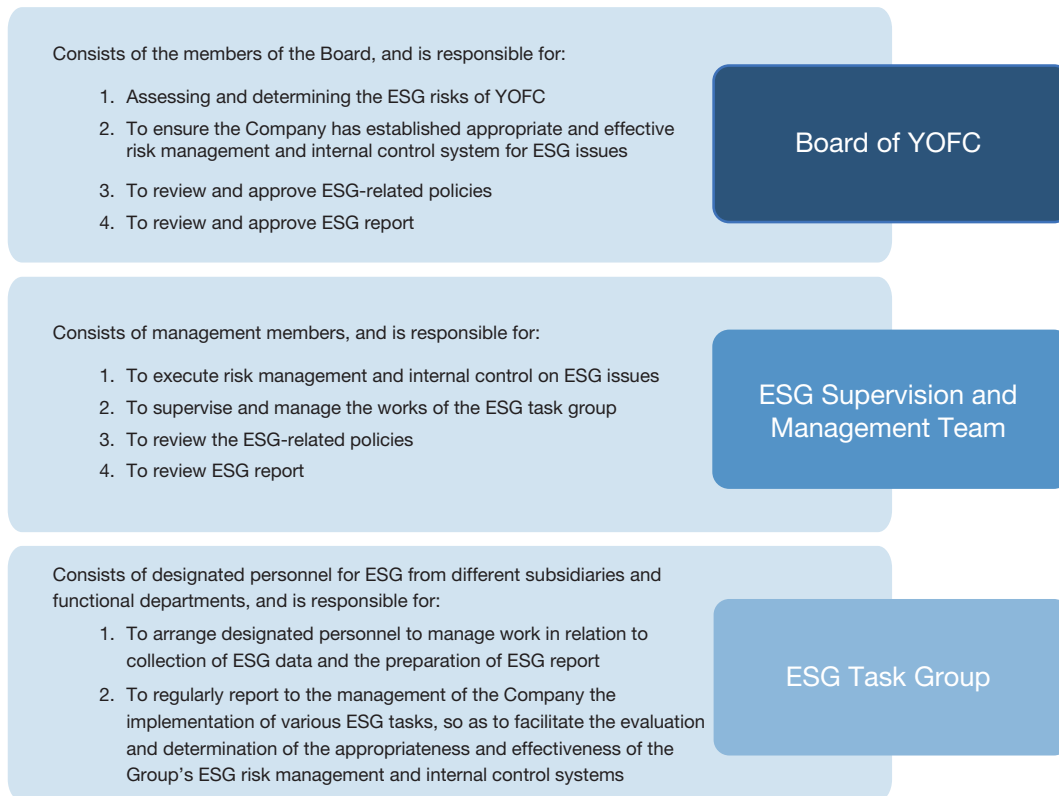 Consists of the members of the Board, and is responsible for:
1. Assessing and determining the ESG risks of YOFC
2. To ensure the Company has established appropriate and effective
risk management and internal control system for ESG issues
3. To review and approve ESG-related policies
4. To review and approve ESG report
Board of YOFC
Consists of management members, and is responsible for:
1. To execute risk management and internal control on ESG issues
2. To supervise and manage the works of the ESG task group
3. To review the ESG-related policies
4. To review ESG report
ESG Supervision and
Management Team
Consists of designated personnel for ESG from different subsidiaries and
functional departments, and is responsible for:
1. To arrange designated personnel to manage work in relation to
collection of ESG data and the preparation of ESG report
2. To regularly report to the management of the Company the
implementation of various ESG tasks, so as to facilitate the evaluation
and determination of the appropriateness and effectiveness of the
Group’s ESG risk management and internal control systems
ESG Task Group